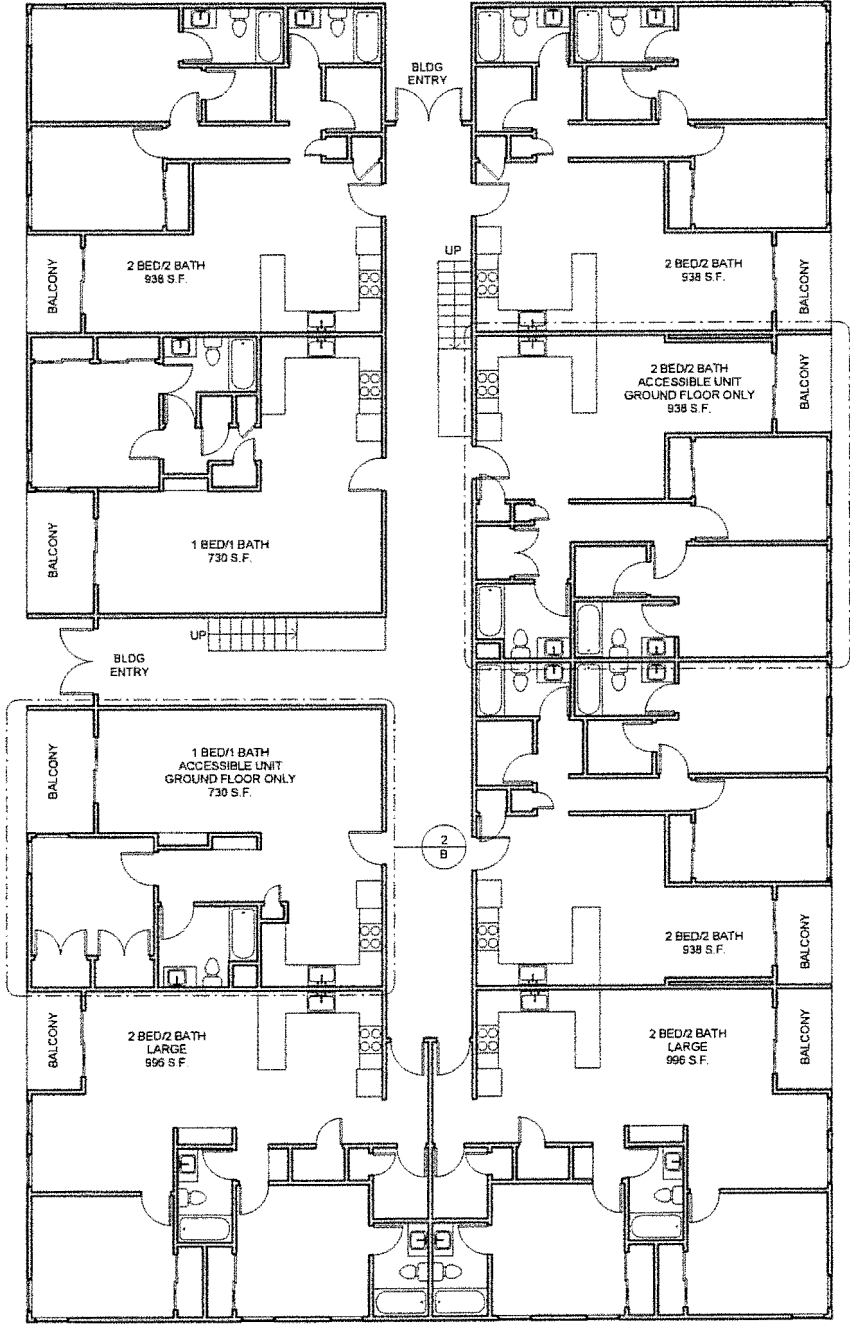 BLDG
ENTRY
BALCONY
2 BED/2 BATH
938 S.F.
UP
2 BED/2 BATH
938 S.F.
BALCONY
2 BED/2 BATH
ACCESSIBLE UNIT
GROUND FLOOR ONLY
938 S.F.
BALCONY
BALCONY
1 BED/1 BATH
730 S.F.
UP
BLDG
ENTRY
BALCONY
1 BED/1 BATH
ACCESSIBLE UNIT
GROUND FLOOR ONLY
730 S.F.
2
B
2 BED/2 BATH
938 S.F.
BALCONY
BALCONY
2 BED/2 BATH
LARGE
996 S.F.
2 BED/2 BATH
LARGE
996 S.F.
BALCONY